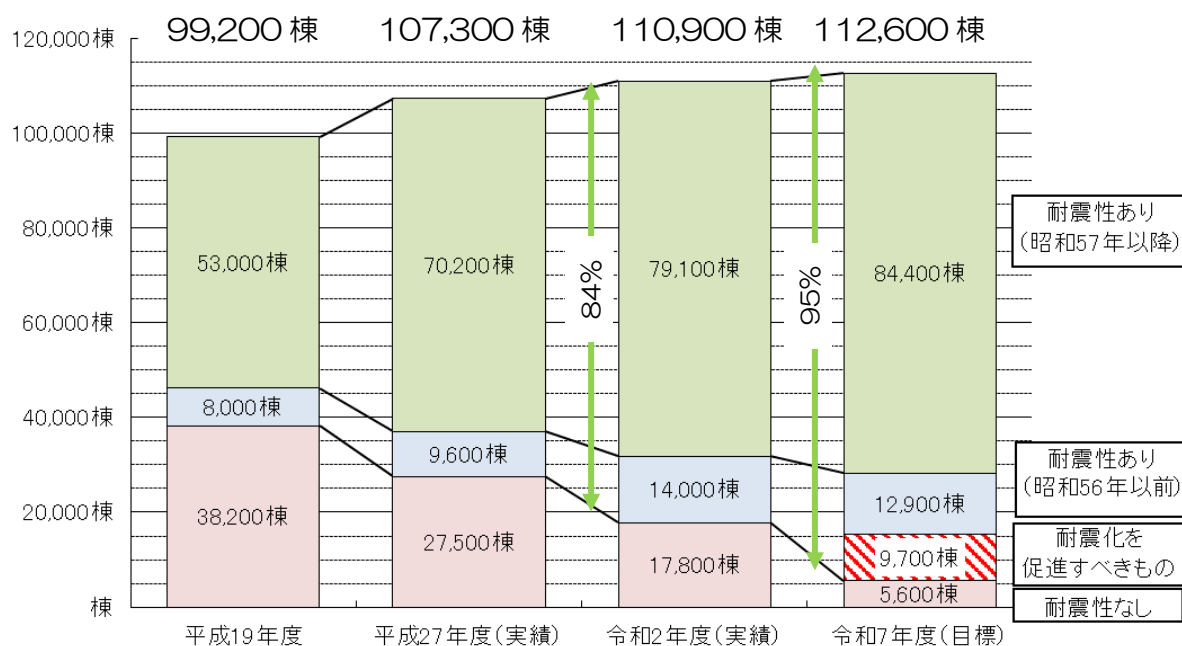 99,200棟
107,300棟
110,900棟
112,600棟
120,000棟
100,000棟
80,000棟
60,000棟
40,000棟
20,000棟
棟
53,000棟
8,000棟
38,200棟
70,200棟
9,600棟
27,500棟
84%
79,100棟
14,000棟
17,800棟
95%
84,400棟
12,900棟
9,700棟
5,600棟
耐震性あり
(昭和57年以降)
耐震性あり
(昭和56年以前)
耐震化を
促進すべきもの
耐震性なし
平成19年度
平成27年度(実績)
令和2年度(実績)
令和7年度(目標)